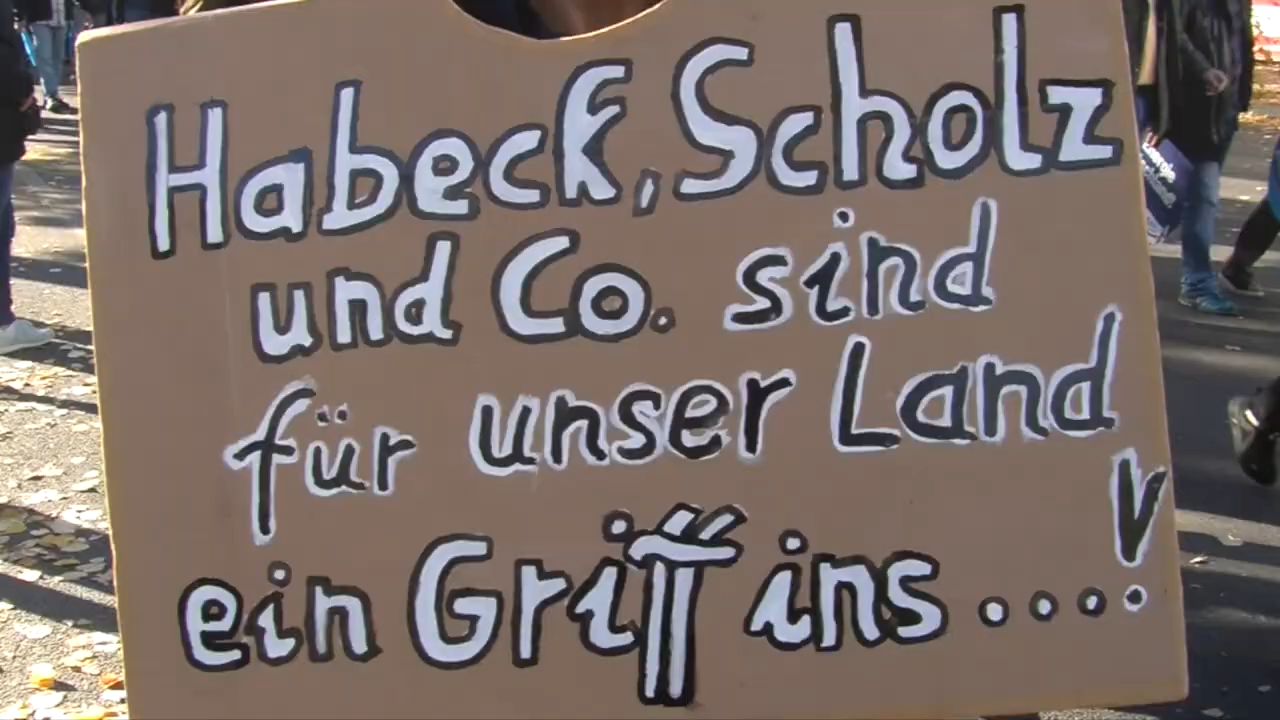 Habeck, Scholz
und Co. sind
für unser Land
ein Griff ins ...!